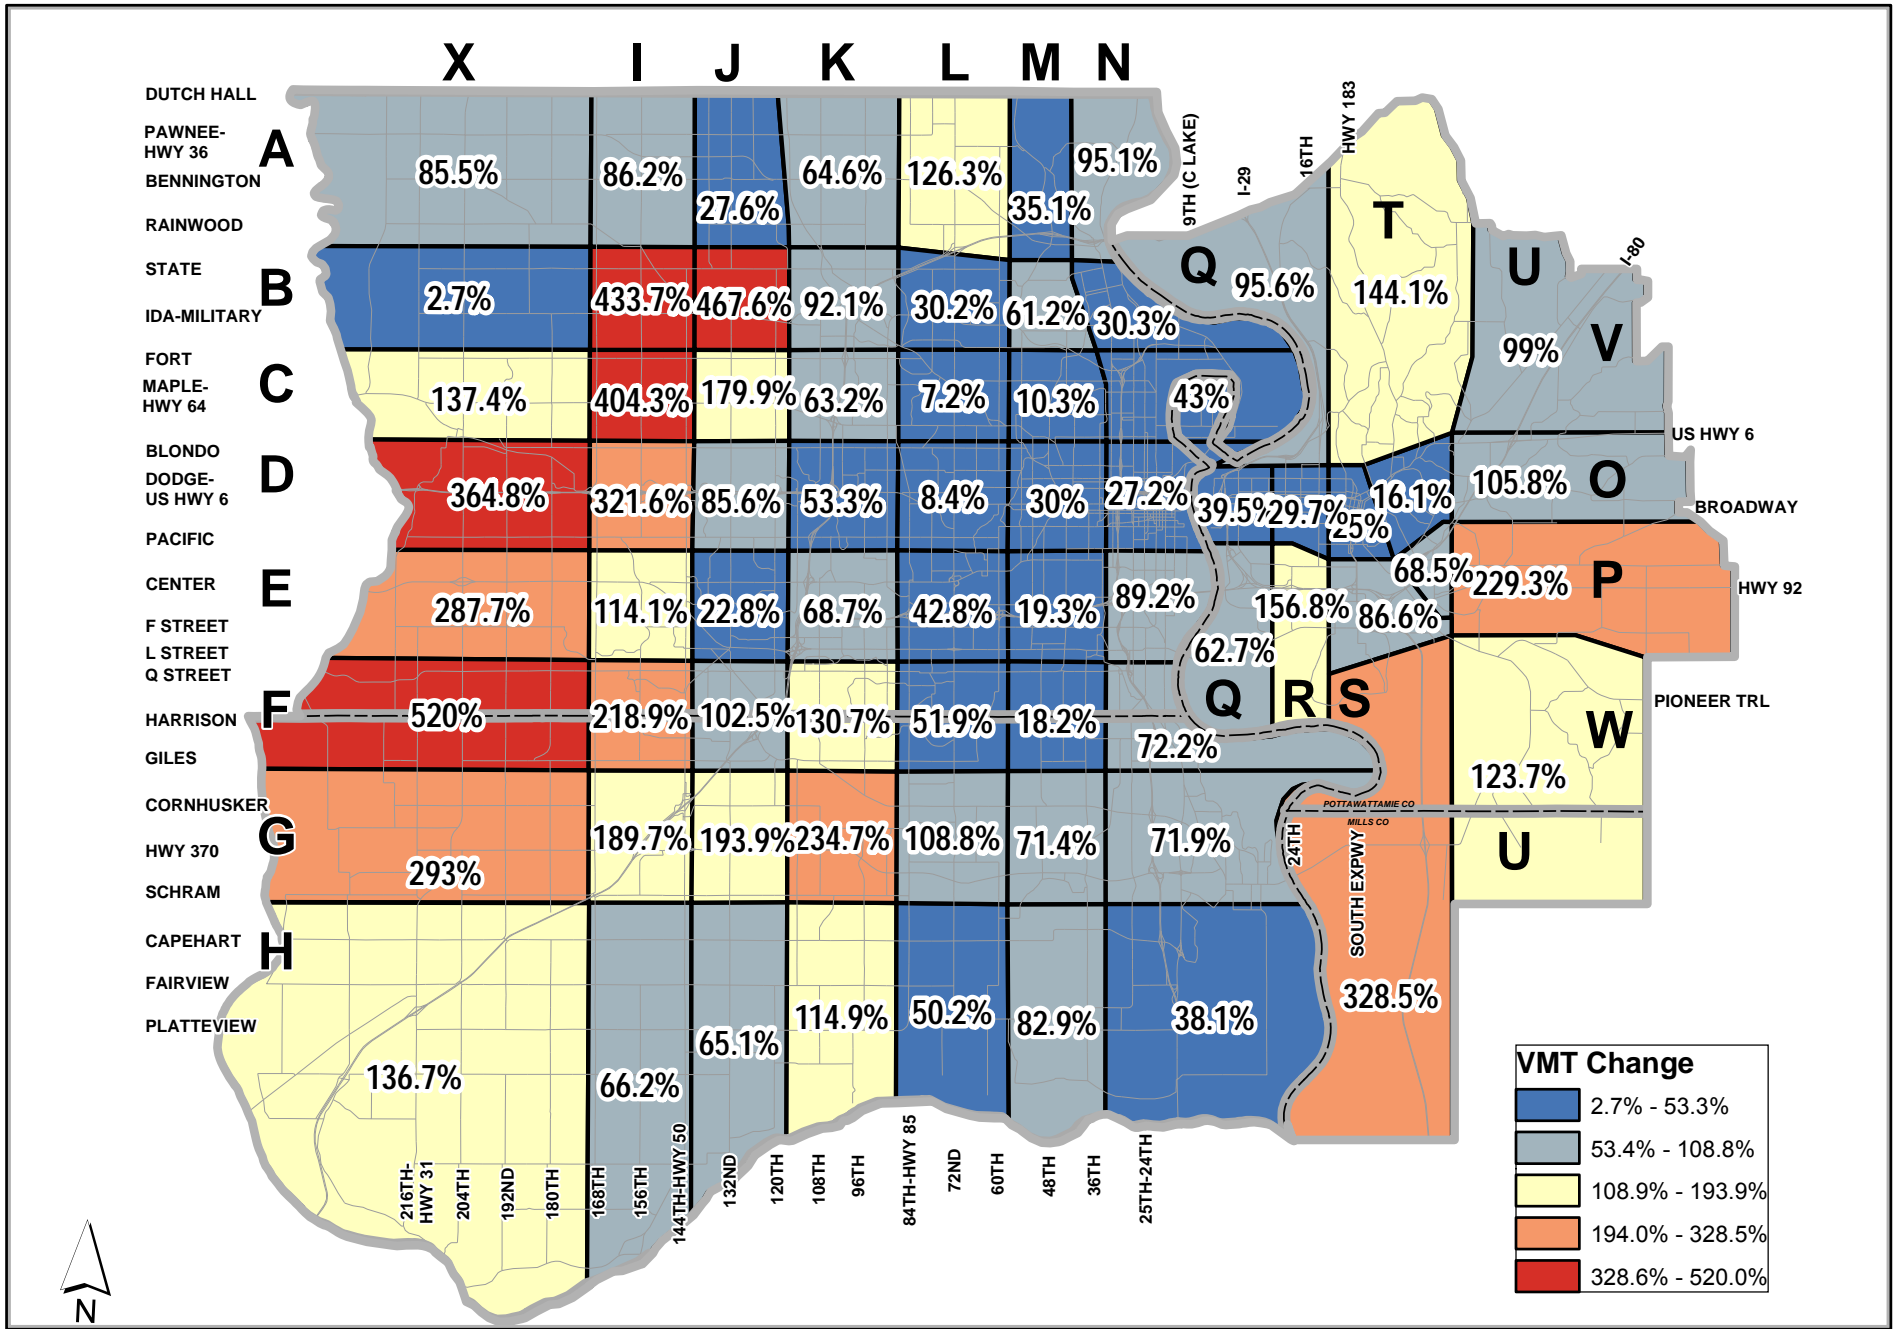 X I J K L M N
DUTCH HALL
PAWNEE-
HWY 36
BENNINGTON
RAINWOOD
A
85.5% 86.2% 27.6% 64.6% 126.3% 35.1% 95.1%
9TH (C LAKE)
I-29
16TH
HWY 183
I-80
STATE
IDA-MILITARY
B
2.7% 433.7% 467.6% 92.1% 30.2% 61.2% 30.3%
Q 95.6%
T 144.1%
U
99% V
FORT
MAPLE-
HWY 64
C
137.4% 404.3% 179.9% 63.2% 7.2% 10.3% 43%
US HWY 6
BLONDO
DODGE-
US HWY 6
PACIFIC
D
364.8% 321.6% 85.6% 53.3% 8.4% 30% 27.2% 39.5% 29.7% 25% 16.1% 105.8% O
BROADWAY
CENTER
F STREET
L STREET
E
287.7% 114.1% 22.8% 68.7% 42.8% 19.3% 89.2% 62.7% 156.8% 86.6% 68.5% 229.3% P
HWY 92
Q STREET
HARRISON
GILES
F
520% 218.9% 102.5% 130.7% 51.9% 18.2% 72.2%
Q R S
W
PIONEER TRL
123.7%
CORNHUSKER
HWY 370
SCHRAM
G
293% 189.7% 193.9% 234.7% 108.8% 71.4% 71.9%
POTTAWATTAMIE CO
MILLS CO
24TH
SOUTH EXPWY
U
CAPEHART
FAIRVIEW
PLATTEVIEW
H
136.7% 66.2% 65.1% 114.9% 50.2% 82.9% 38.1% 328.5%
216TH-
HWY 31
204TH
192ND
180TH
168TH
156TH
144TH-HWY 50
132ND
120TH
108TH
96TH
84TH-HWY 85
72ND
60TH
48TH
36TH
25TH-24TH
VMT Change
2.7% - 53.3%
53.4% - 108.8%
108.9% - 193.9%
194.0% - 328.5%
328.6% - 520.0%
N